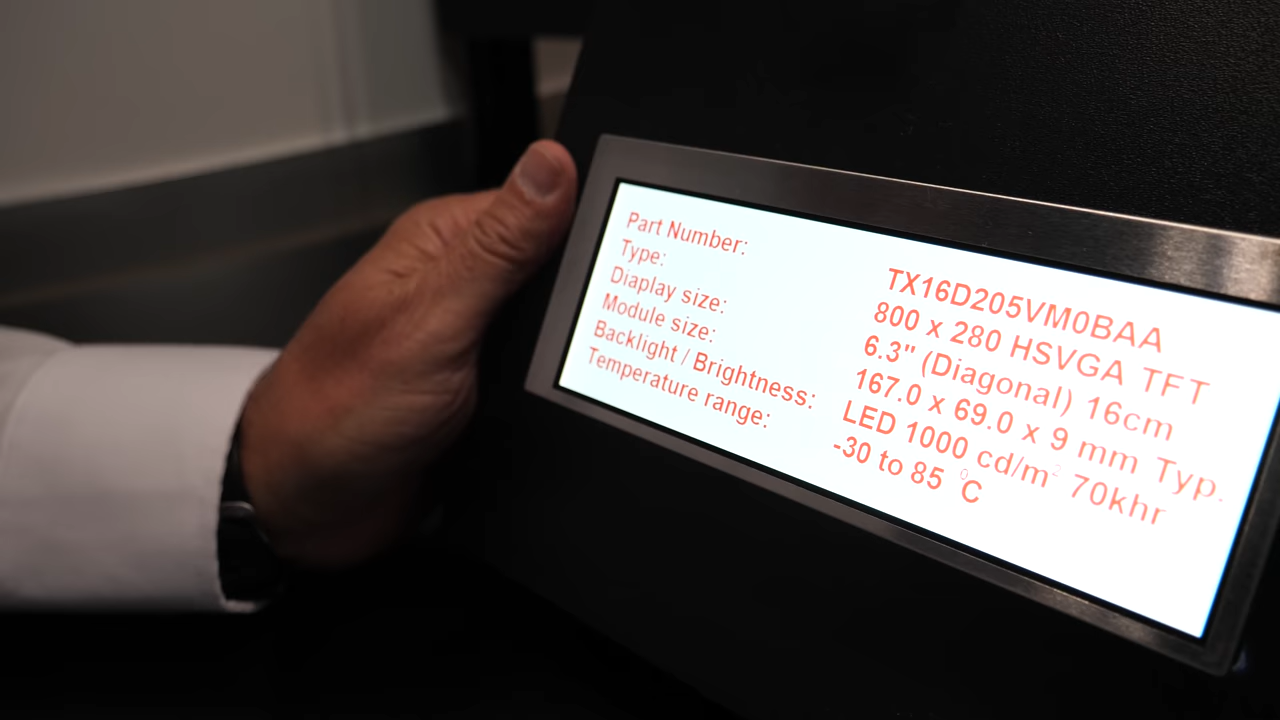 Part Number: TX16D205VM0BAA
Type: 800 x 280 HSVGA TFT
Diaplay size: 6.3" (Diagonal) 16cm
Module size: 167.0 x 69.0 x 9 mm Typ.
Backlight / Brightness: LED 1000 cd/m² 70khr
Temperature range: -30 to 85 °C